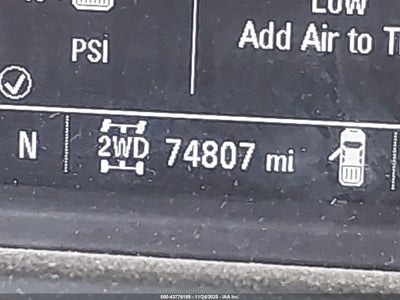 PSI
Low
Add Air to T
N
2WD
74807 mi
000-43776189 - 11/24/2025 - IAA Inc.